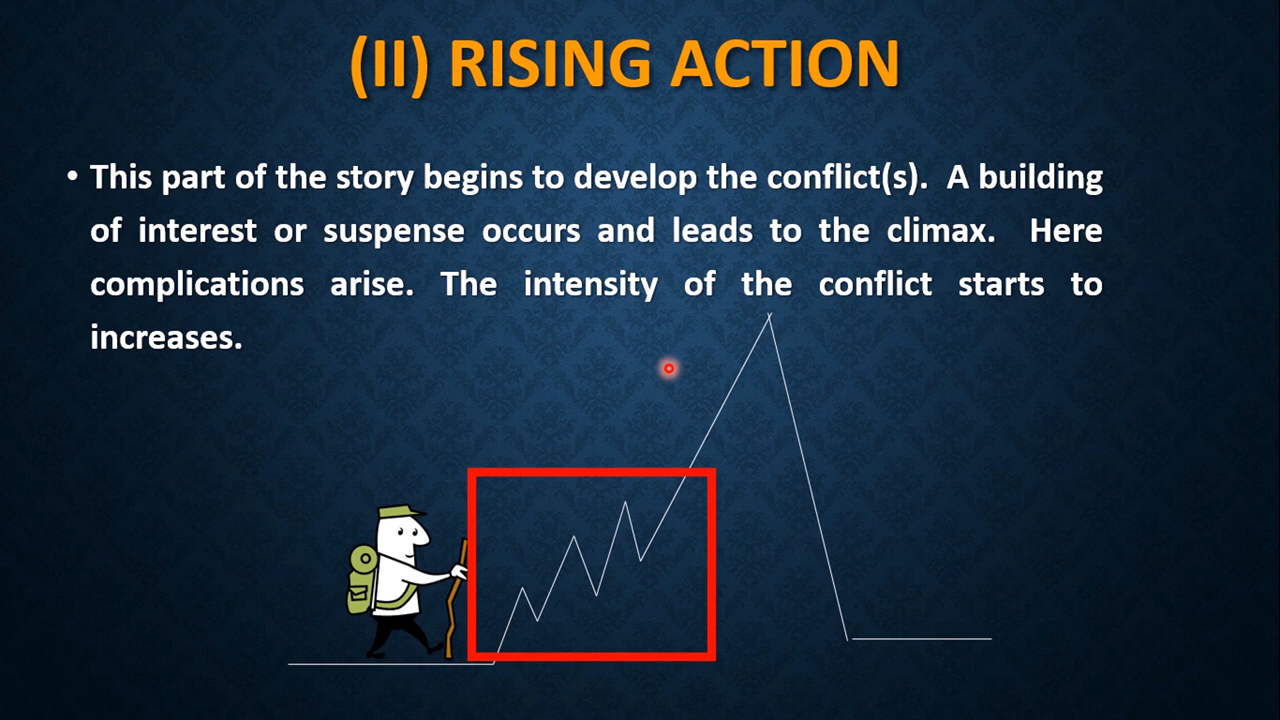 (II) RISING ACTION
• This part of the story begins to develop the conflict(s).  A building
of interest or suspense occurs and leads to the climax.  Here
complications arise. The intensity of the conflict starts to
increases.